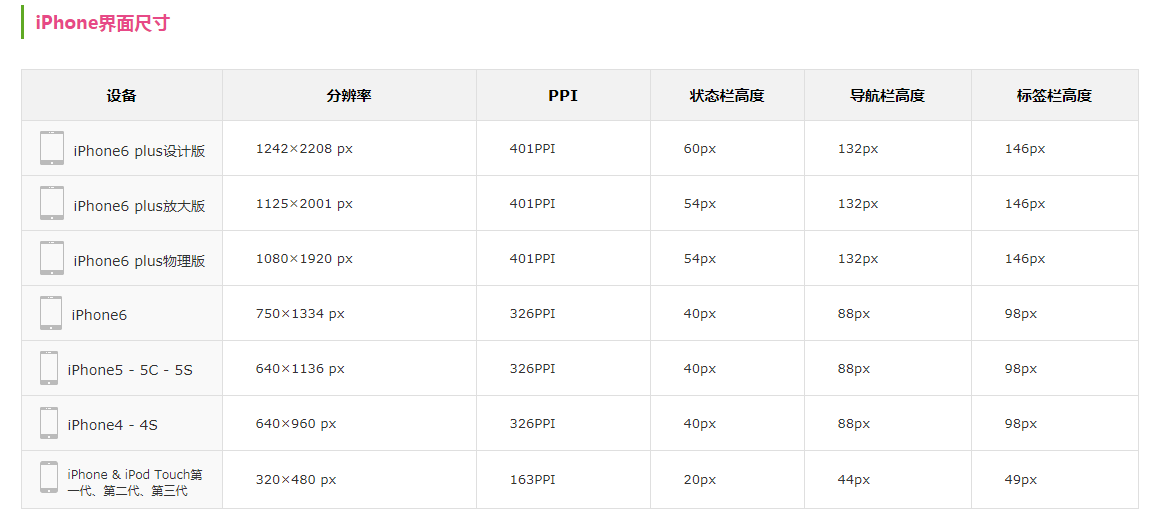 iPhone界面尺寸
设备 分辨率 PPI 状态栏高度 导航栏高度 标签栏高度
iPhone6 plus设计版 1242×2208 px 401PPI 60px 132px 146px
iPhone6 plus放大版 1125×2001 px 401PPI 54px 132px 146px
iPhone6 plus物理版 1080×1920 px 401PPI 54px 132px 146px
iPhone6 750×1334 px 326PPI 40px 88px 98px
iPhone5 - 5C - 5S 640×1136 px 326PPI 40px 88px 98px
iPhone4 - 4S 640×960 px 326PPI 40px 88px 98px
iPhone & iPod Touch第
一代、第二代、第三代 320×480 px 163PPI 20px 44px 49px